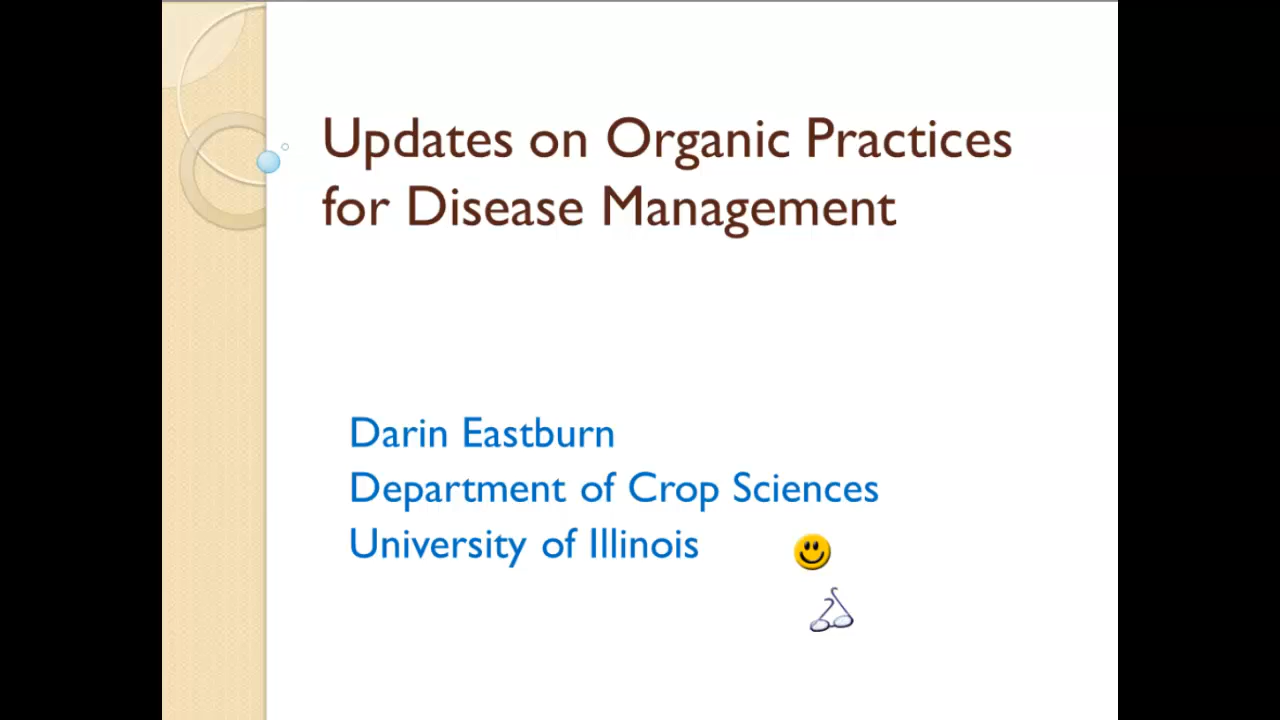 Updates on Organic Practices
for Disease Management
Darin Eastburn
Department of Crop Sciences
University of Illinois